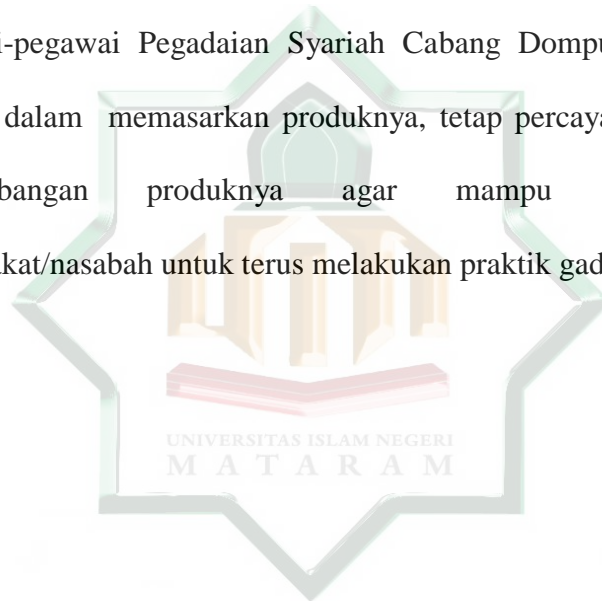 i-pegawai Pegadaian Syariah Cabang Dompu
dalam memasarkan produknya, tetap percaya
bangan produknya agar mampu
kat/nasabah untuk terus melakukan praktik gad
UNIVERSITAS ISLAM NEGERI
MATARAM